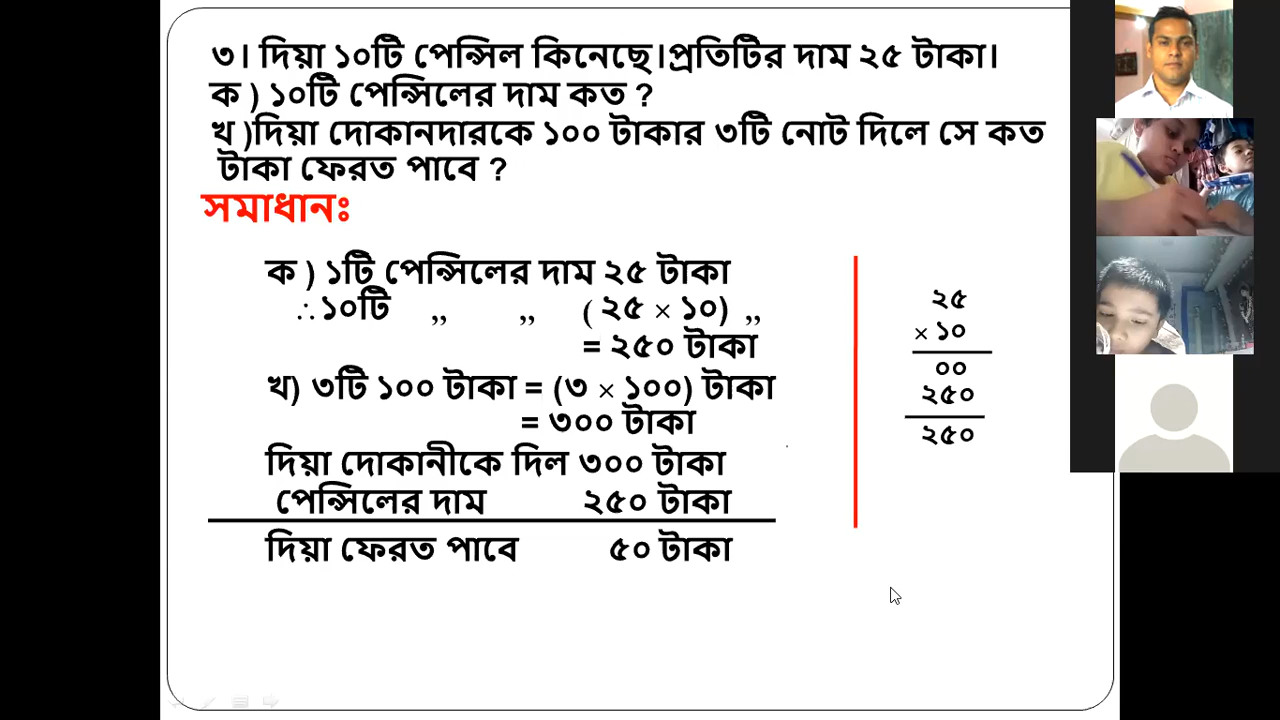 ৩। দিয়া ১০টি পেন্সিল কিনেছে।প্রতিটির দাম ২৫ টাকা।
ক ) ১০টি পেন্সিলের দাম কত ?
খ )দিয়া দোকানদারকে ১০০ টাকার ৩টি নোট দিলে সে কত
টাকা ফেরত পাবে ?
সমাধানঃ
ক ) ১টি পেন্সিলের দাম ২৫ টাকা
∴ ১০টি ,, ,, ( ২৫ × ১০) ,,
= ২৫০ টাকা
খ) ৩টি ১০০ টাকা = (৩ × ১০০) টাকা
= ৩০০ টাকা
দিয়া দোকানীকে দিল ৩০০ টাকা
পেন্সিলের দাম ২৫০ টাকা
দিয়া ফেরত পাবে ৫০ টাকা
২৫
× ১০
০০
২৫০
২৫০